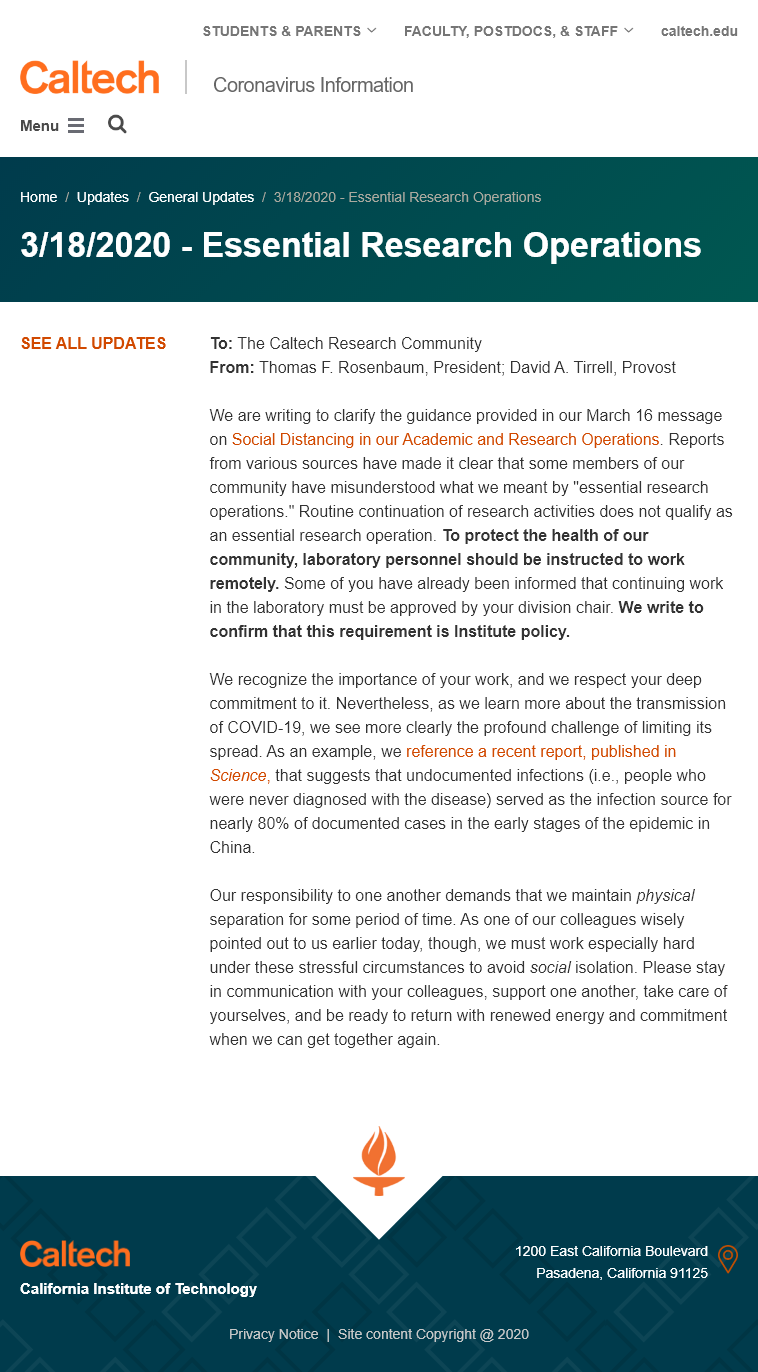 STUDENTS & PARENTS FACULTY, POSTDOCS, & STAFF caltech.edu
Caltech Coronavirus Information
Menu
Home / Updates / General Updates / 3/18/2020 - Essential Research Operations
3/18/2020 - Essential Research Operations
SEE ALL UPDATES
To: The Caltech Research Community
From: Thomas F. Rosenbaum, President; David A. Tirrell, Provost
We are writing to clarify the guidance provided in our March 16 message
on Social Distancing in our Academic and Research Operations. Reports
from various sources have made it clear that some members of our
community have misunderstood what we meant by "essential research
operations." Routine continuation of research activities does not qualify as
an essential research operation. To protect the health of our
community, laboratory personnel should be instructed to work
remotely. Some of you have already been informed that continuing work
in the laboratory must be approved by your division chair. We write to
confirm that this requirement is Institute policy.
We recognize the importance of your work, and we respect your deep
commitment to it. Nevertheless, as we learn more about the transmission
of COVID-19, we see more clearly the profound challenge of limiting its
spread. As an example, we reference a recent report, published in
Science, that suggests that undocumented infections (i.e., people who
were never diagnosed with the disease) served as the infection source for
nearly 80% of documented cases in the early stages of the epidemic in
China.
Our responsibility to one another demands that we maintain physical
separation for some period of time. As one of our colleagues wisely
pointed out to us earlier today, though, we must work especially hard
under these stressful circumstances to avoid social isolation. Please stay
in communication with your colleagues, support one another, take care of
yourselves, and be ready to return with renewed energy and commitment
when we can get together again.
Caltech
California Institute of Technology
1200 East California Boulevard
Pasadena, California 91125
Privacy Notice | Site content Copyright @ 2020